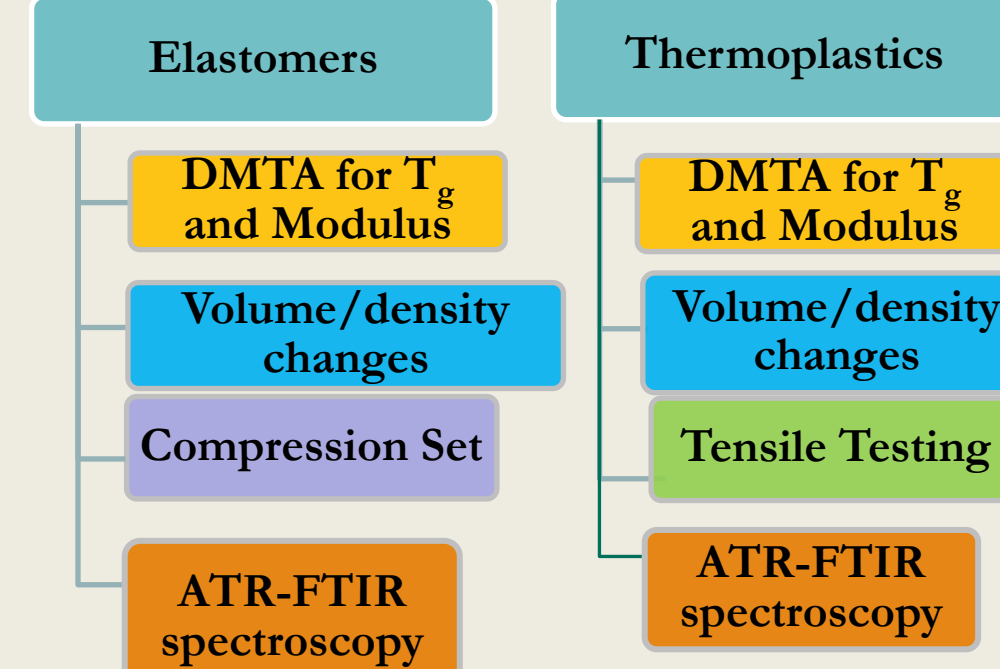 Elastomers
DMTA for Tg
and Modulus
Volume/density
changes
Compression Set
ATR-FTIR
spectroscopy
Thermoplastics
DMTA for Tg
and Modulus
Volume/density
changes
Tensile Testing
ATR-FTIR
spectroscopy